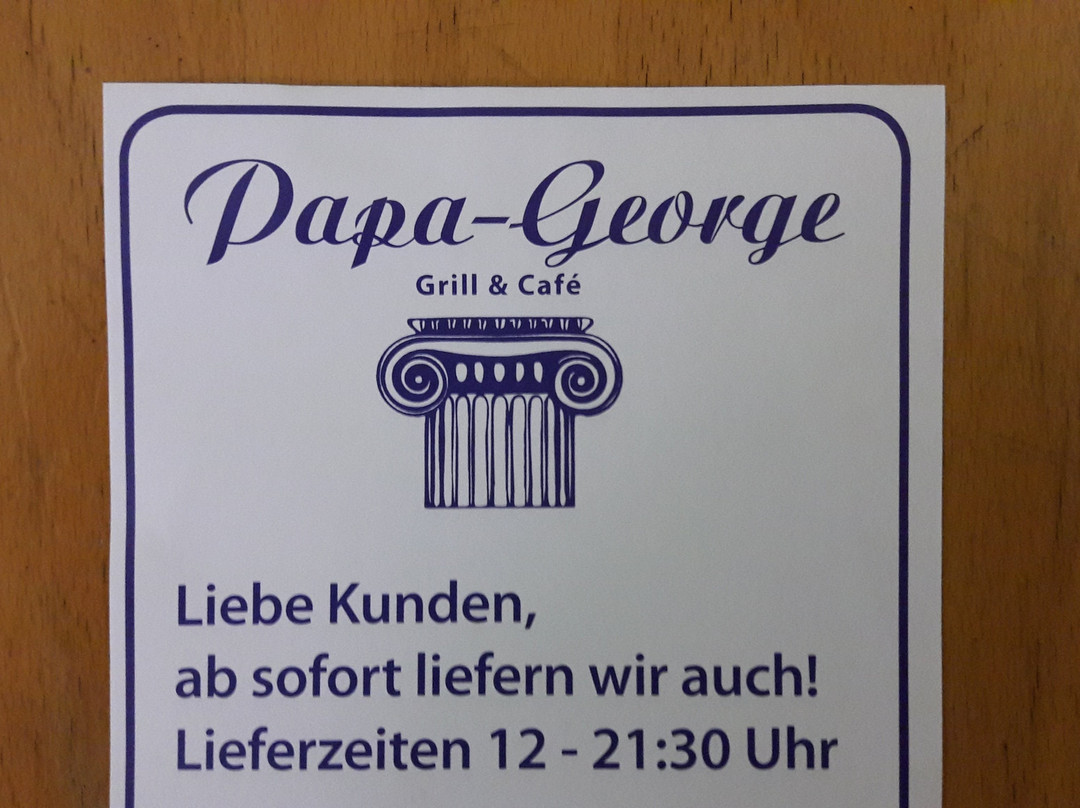 Papa-George
Grill & Café
Liebe Kunden,
ab sofort liefern wir auch!
Lieferzeiten 12 - 21:30 Uhr